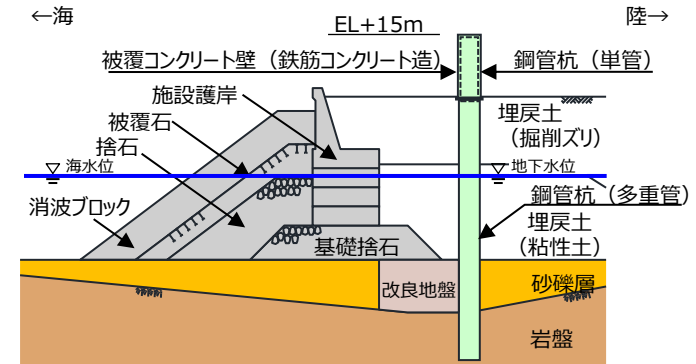 ←海
陸→
EL+15m
被覆コンクリート壁（鉄筋コンクリート造）
鋼管杭（単管）
施設護岸
被覆石
捨石
埋戻土
（掘削ズリ）
海水位
地下水位
消波ブロック
鋼管杭（多重管）
埋戻土
（粘性土）
基礎捨石
改良地盤
砂礫層
岩盤